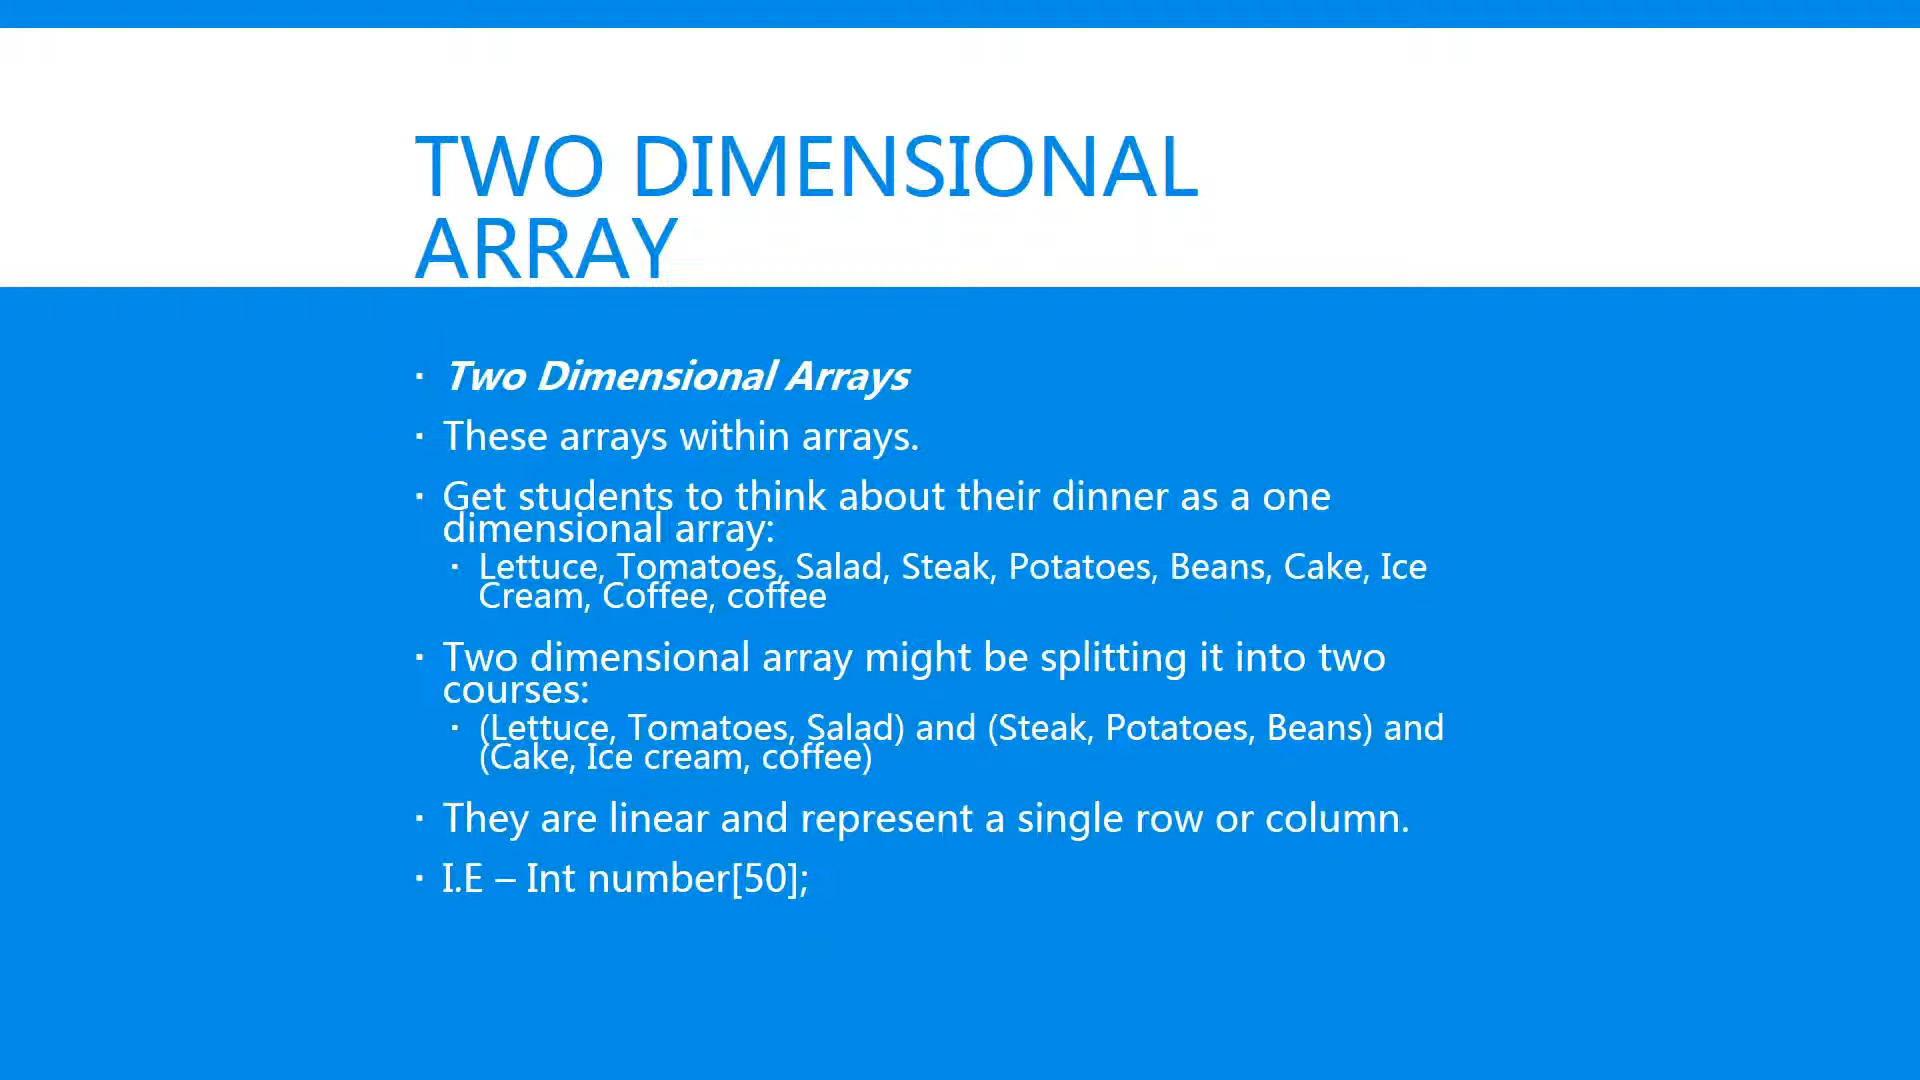 TWO DIMENSIONAL
ARRAY
· Two Dimensional Arrays
· These arrays within arrays.
· Get students to think about their dinner as a one
dimensional array:
· Lettuce, Tomatoes, Salad, Steak, Potatoes, Beans, Cake, Ice
Cream, Coffee, coffee
· Two dimensional array might be splitting it into two
courses:
· (Lettuce, Tomatoes, Salad) and (Steak, Potatoes, Beans) and
(Cake, Ice cream, coffee)
· They are linear and represent a single row or column.
· I.E – Int number[50];